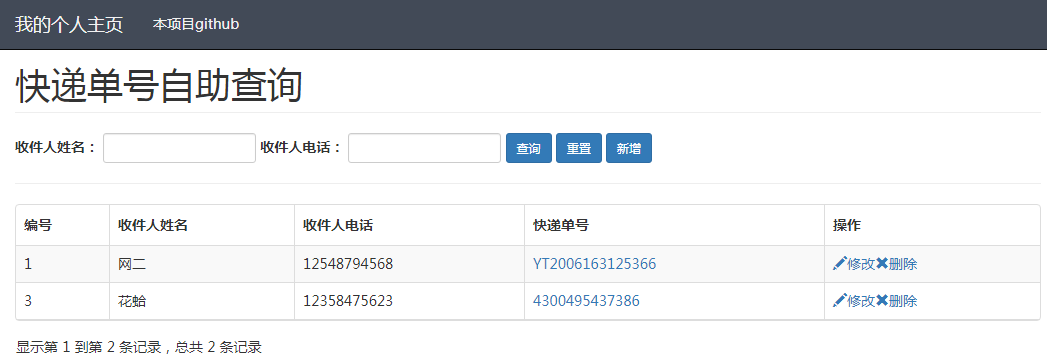 我的个人主页 本项目github
快递单号自助查询
收件人姓名： 收件人电话： 查询 重置 新增
编号 收件人姓名 收件人电话 快递单号 操作
1 网二 12548794568 YT2006163125366 修改删除
3 花蛤 12358475623 4300495437386 修改删除
显示第 1 到第 2 条记录，总共 2 条记录